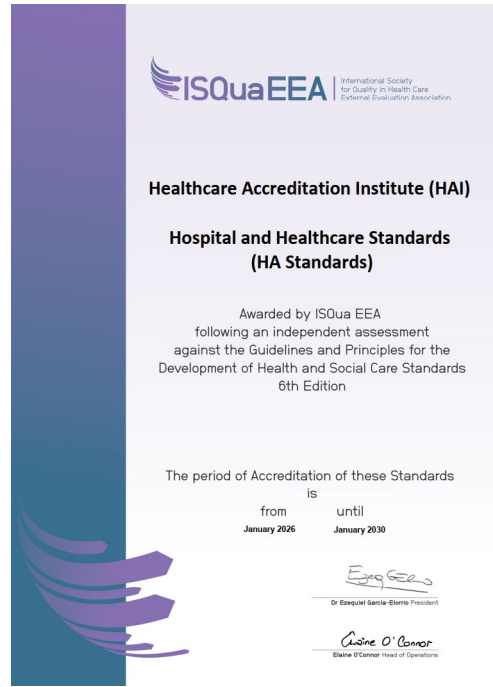 ISQuaEEA
International Society
for Quality in Health Care
External Evaluation Association
Healthcare Accreditation Institute (HAI)
Hospital and Healthcare Standards
(HA Standards)
Awarded by ISQua EEA
following an independent assessment
against the Guidelines and Principles for the
Development of Health and Social Care Standards
6th Edition
The period of Accreditation of these Standards
is
from until
January 2026 January 2030
Dr Ezequiel Garcia-Elorrio President
Elaine O'Connor
Elaine O'Connor Head of Operations